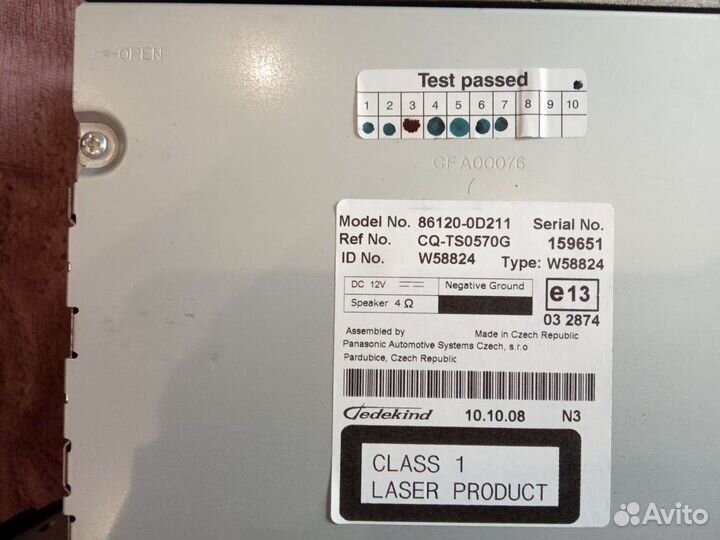 ←OPEN
Test passed
1 2 3 4 5 6 7 8 9 10
CFA00076
Model No. 86120-0D211 Serial No.
Ref No. CQ-TS0570G 159651
ID No. W58824 Type: W58824
DC 12V Negative Ground
Speaker 4 Ω
e13
03 2874
Assembled by Made in Czech Republic
Panasonic Automotive Systems Czech, s.r.o
Pardubice, Czech Republic
Tedekind 10.10.08 N3
CLASS 1
LASER PRODUCT
Avito